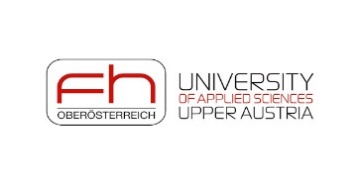 fh
OBERÖSTERREICH
UNIVERSITY
OF APPLIED SCIENCES
UPPER AUSTRIA